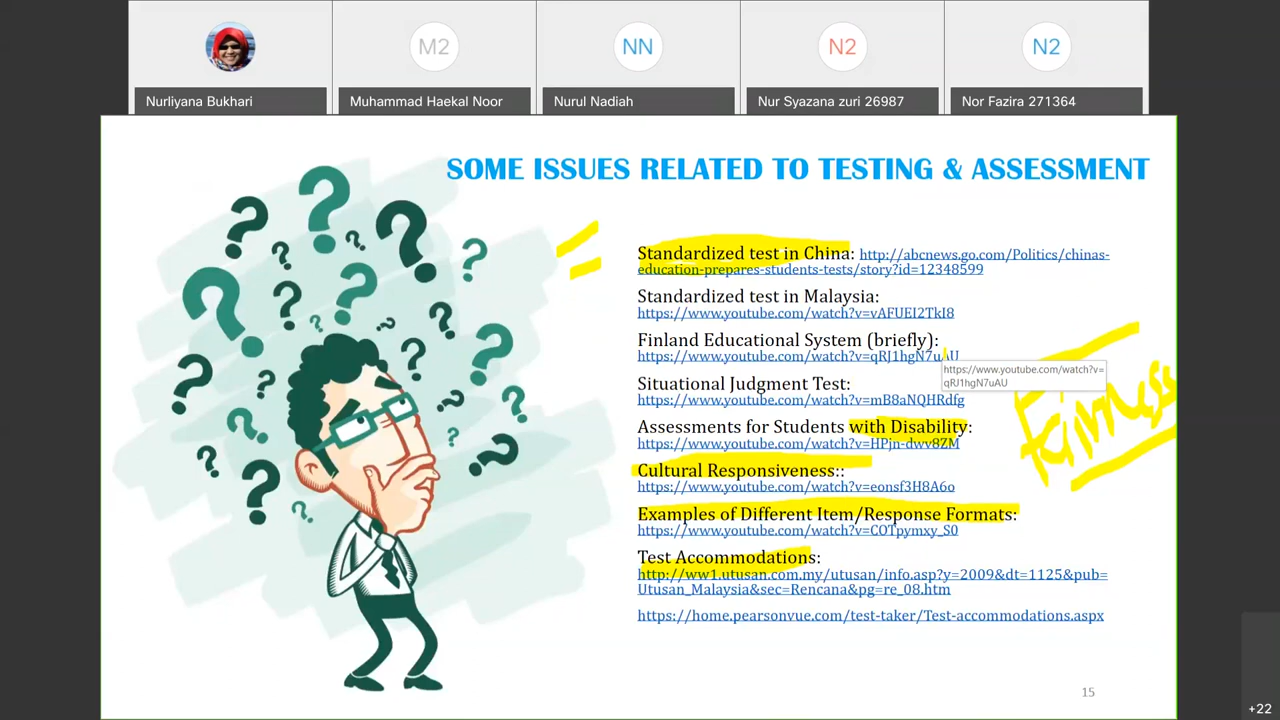 M2
NN
N2
N2
Nurliyana Bukhari
Muhammad Haekal Noor
Nurul Nadiah
Nur Syazana zuri 26987
Nor Fazira 271364
SOME ISSUES RELATED TO TESTING & ASSESSMENT
Standardized test in China: http://abcnews.go.com/Politics/chinas-
education-prepares-students-tests/story?id=12348599
Standardized test in Malaysia:
https://www.youtube.com/watch?v=vAFUEI2TkI8
Finland Educational System (briefly):
https://www.youtube.com/watch?v=qRJ1hgN7uAU
https://www.youtube.com/watch?v=
qRJ1hgN7uAU
Situational Judgment Test:
https://www.youtube.com/watch?v=mB8aNQHRdfg
Assessments for Students with Disability:
https://www.youtube.com/watch?v=HPjn-dwv8ZM
Fairness
Cultural Responsiveness::
https://www.youtube.com/watch?v=eonsf3H8A6o
Examples of Different Item/Response Formats:
https://www.youtube.com/watch?v=COTpymxy_S0
Test Accommodations:
http://ww1.utusan.com.my/utusan/info.asp?y=2009&dt=1125&pub=
Utusan_Malaysia&sec=Rencana&pg=re_08.htm
https://home.pearsonvue.com/test-taker/Test-accommodations.aspx
15
+22